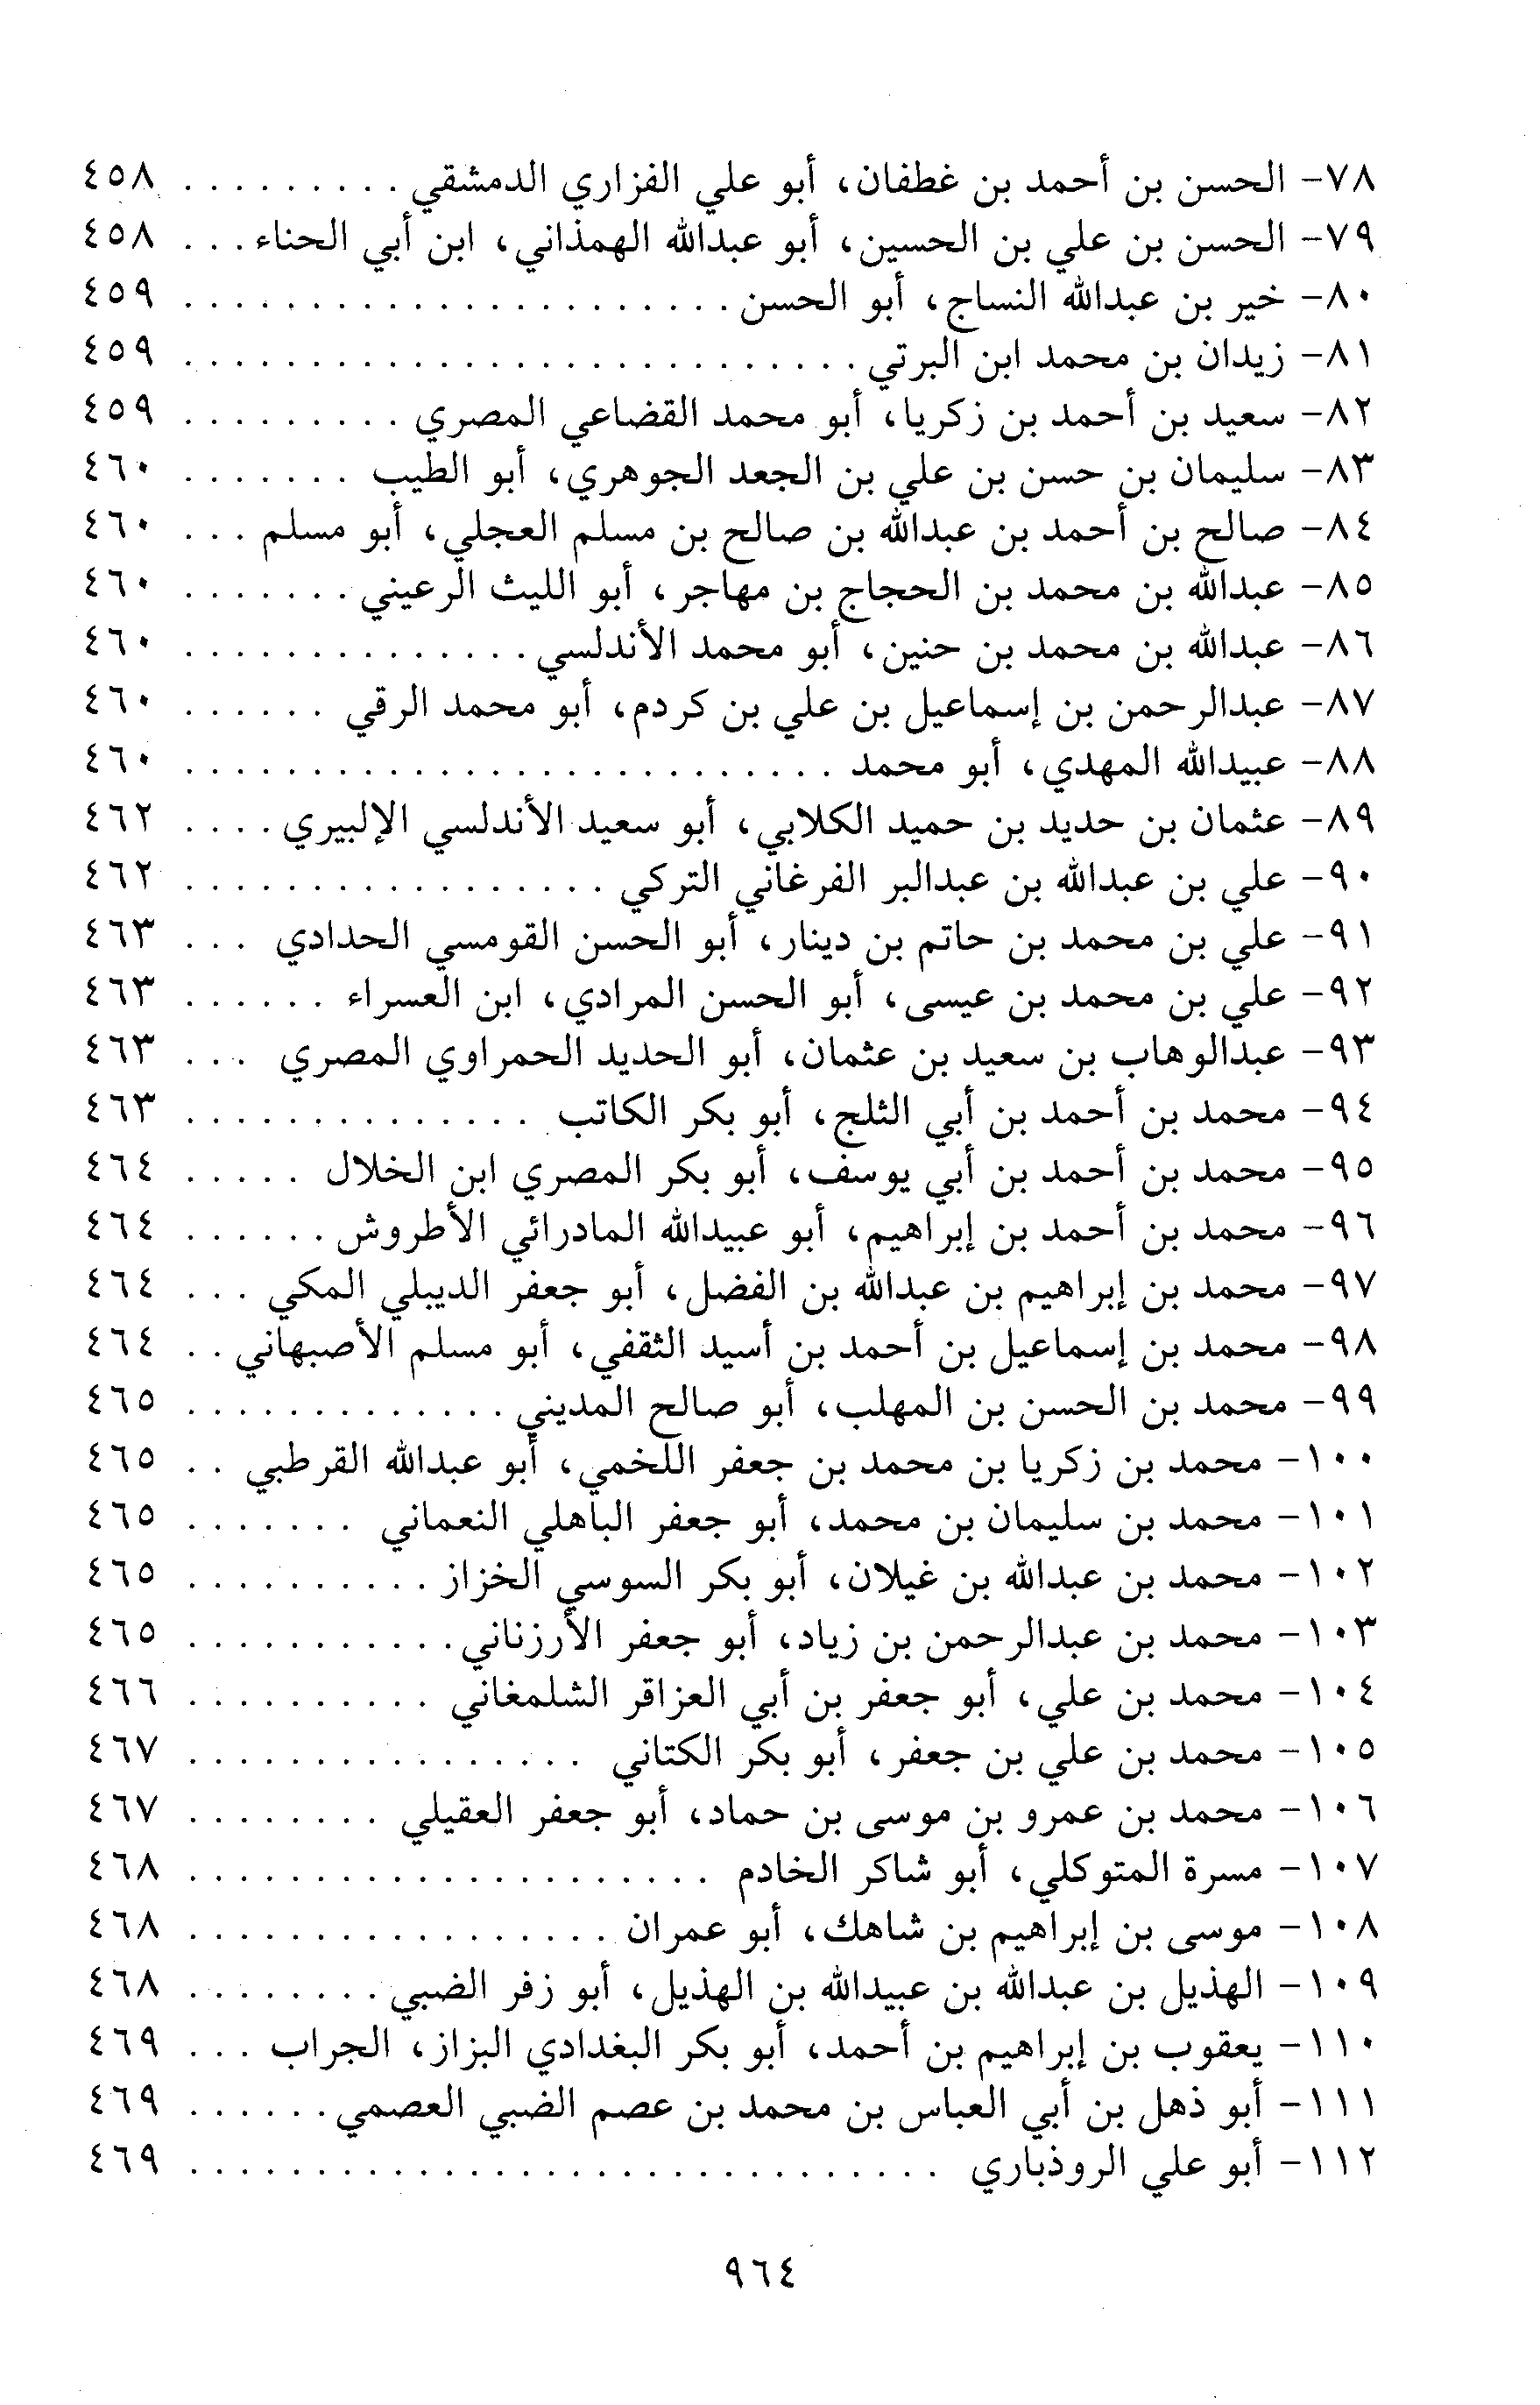 ٧٨- الحسن بن أحمد بن غطفان، أبو علي الفزاري الدمشقي . . . . . . . . . ٤٥٨
٧٩- الحسن بن علي بن الحسين، أبو عبدالله الهمذاني، ابن أبي الحناء . . . ٤٥٨
٨٠- خير بن عبدالله النساج، أبو الحسن . . . . . . . . . . . . . . . . . . . . . . ٤٥٩
٨١- زيدان بن محمد ابن البرتي . . . . . . . . . . . . . . . . . . . . . . . . . . . ٤٥٩
٨٢- سعيد بن أحمد بن زكريا، أبو محمد القضاعي المصري . . . . . . . . . ٤٥٩
٨٣- سليمان بن حسن بن علي بن الجعد الجوهري، أبو الطيب . . . . . . . ٤٦٠
٨٤- صالح بن أحمد بن عبدالله بن صالح بن مسلم العجلي، أبو مسلم . . . ٤٦٠
٨٥- عبدالله بن محمد بن الحجاج بن مهاجر، أبو الليث الرعيني . . . . . . . ٤٦٠
٨٦- عبدالله بن محمد بن حنين، أبو محمد الأندلسي . . . . . . . . . . . . . . ٤٦٠
٨٧- عبدالرحمن بن إسماعيل بن علي بن كردم، أبو محمد الرقي . . . . . . ٤٦٠
٨٨- عبيدالله المهدي، أبو محمد . . . . . . . . . . . . . . . . . . . . . . . . . . ٤٦٠
٨٩- عثمان بن حديد بن حميد الكلابي، أبو سعيد الأندلسي الإلبيري . . . . ٤٦٢
٩٠- علي بن عبدالله بن عبدالبر الفرغاني التركي . . . . . . . . . . . . . . . . . ٤٦٢
٩١- علي بن محمد بن حاتم بن دينار، أبو الحسن القومسي الحدادي . . . ٤٦٣
٩٢- علي بن محمد بن عيسى، أبو الحسن المرادي، ابن العسراء . . . . . . ٤٦٣
٩٣- عبدالوهاب بن سعيد بن عثمان، أبو الحديد الحمراوي المصري . . . ٤٦٣
٩٤- محمد بن أحمد بن أبي الثلج، أبو بكر الكاتب . . . . . . . . . . . . . . ٤٦٣
٩٥- محمد بن أحمد بن أبي يوسف، أبو بكر المصري ابن الخلال . . . . . ٤٦٤
٩٦- محمد بن أحمد بن إبراهيم، أبو عبيدالله المادرائي الأطروش . . . . . . ٤٦٤
٩٧- محمد بن إبراهيم بن عبدالله بن الفضل، أبو جعفر الديبلي المكي . . . ٤٦٤
٩٨- محمد بن إسماعيل بن أحمد بن أسيد الثقفي، أبو مسلم الأصبهاني . . ٤٦٤
٩٩- محمد بن الحسن بن المهلب، أبو صالح المديني . . . . . . . . . . . . . ٤٦٥
١٠٠- محمد بن زكريا بن محمد بن جعفر اللخمي، أبو عبدالله القرطبي . . ٤٦٥
١٠١- محمد بن سليمان بن محمد، أبو جعفر الباهلي النعماني . . . . . . . ٤٦٥
١٠٢- محمد بن عبدالله بن غيلان، أبو بكر السوسي الخزاز . . . . . . . . . . ٤٦٥
١٠٣- محمد بن عبدالرحمن بن زياد، أبو جعفر الأرزناني . . . . . . . . . . . ٤٦٥
١٠٤- محمد بن علي، أبو جعفر بن أبي العزاقر الشلمغاني . . . . . . . . . . ٤٦٦
١٠٥- محمد بن علي بن جعفر، أبو بكر الكتاني . . . . . . . . . . . . . . . . ٤٦٧
١٠٦- محمد بن عمرو بن موسى بن حماد، أبو جعفر العقيلي . . . . . . . . ٤٦٧
١٠٧- مسرة المتوكلي، أبو شاكر الخادم . . . . . . . . . . . . . . . . . . . . . ٤٦٨
١٠٨- موسى بن إبراهيم بن شاهك، أبو عمران . . . . . . . . . . . . . . . . . ٤٦٨
١٠٩- الهذيل بن عبدالله بن عبيدالله بن الهذيل، أبو زفر الضبي . . . . . . . . ٤٦٨
١١٠- يعقوب بن إبراهيم بن أحمد، أبو بكر البغدادي البزاز، الجراب . . . ٤٦٩
١١١- أبو ذهل بن أبي العباس بن محمد بن عصم الضبي العصمي . . . . . . ٤٦٩
١١٢- أبو علي الروذباري . . . . . . . . . . . . . . . . . . . . . . . . . . . . . . ٤٦٩
٩٦٤